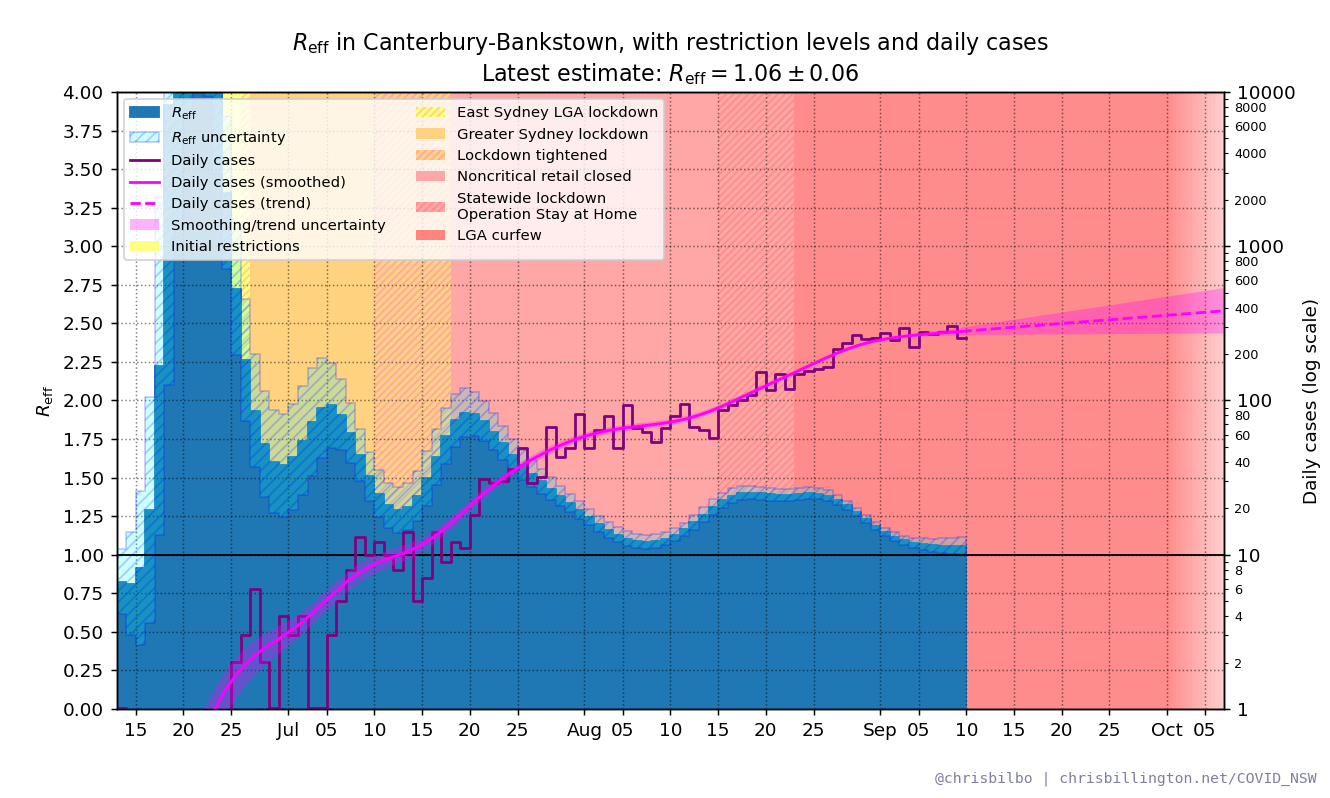 R_eff in Canterbury-Bankstown, with restriction levels and daily cases
Latest estimate: R_eff = 1.06 ± 0.06
R_eff
R_eff uncertainty
Daily cases
Daily cases (smoothed)
Daily cases (trend)
Smoothing/trend uncertainty
Initial restrictions
East Sydney LGA lockdown
Greater Sydney lockdown
Lockdown tightened
Noncritical retail closed
Statewide lockdown
Operation Stay at Home
LGA curfew
4.00
3.75
3.50
3.25
3.00
2.75
2.50
2.25
2.00
1.75
1.50
1.25
1.00
0.75
0.50
0.25
0.00
R_eff
10000
8000
6000
4000
2000
1000
800
600
400
200
100
80
60
40
20
10
8
6
4
2
1
Daily cases (log scale)
15 20 25 Jul 05 10 15 20 25 Aug 05 10 15 20 25 Sep 05 10 15 20 25 Oct 05
@chrisbilbo | chrisbillington.net/COVID_NSW